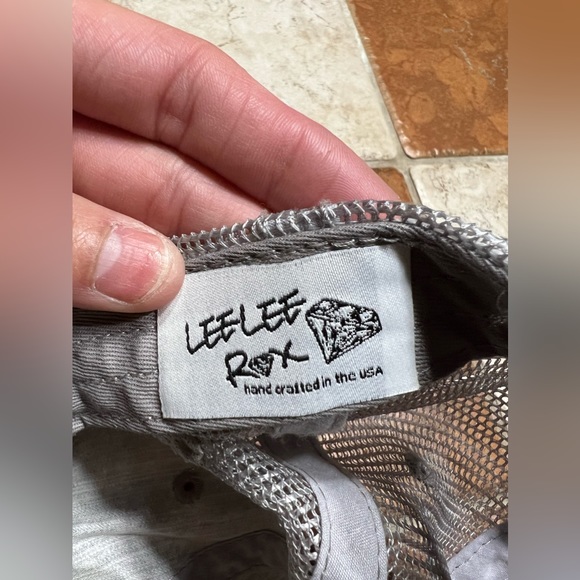 LEELEE
Rox
hand crafted in the USA